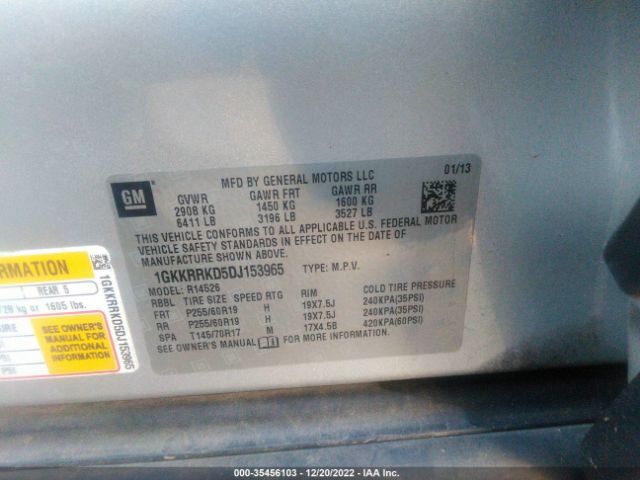 MFD BY GENERAL MOTORS LLC 01/13
GM
GVWR GAWR FRT GAWR RR
2908 KG 1450 KG 1600 KG
6411 LB 3196 LB 3527 LB
THIS VEHICLE CONFORMS TO ALL APPLICABLE U.S. FEDERAL MOTOR
VEHICLE SAFETY STANDARDS IN EFFECT ON THE DATE OF
MANUFACTURE SHOWN ABOVE.
1GKKRRKD5DJ153965 TYPE: M.P.V.
MODEL: R14526
RBBL TIRE SIZE SPEED RTG RIM COLD TIRE PRESSURE
FRT P255/60R19 H 19X7.5J 240KPA(35PSI)
RR P255/60R19 H 19X7.5J 240KPA(35PSI)
SPA T145/70R17 M 17X4.5B 420KPA(60PSI)
SEE OWNER'S MANUAL FOR MORE INFORMATION.
ORMATION
REAR 5
728 kg or 1605 lbs.
SURE
SEE OWNER'S
MANUAL FOR
ADDITIONAL
INFORMATION
PSI
1GKKRRKD5DJ153965
000-35456103 - 12/20/2022 - IAA Inc.